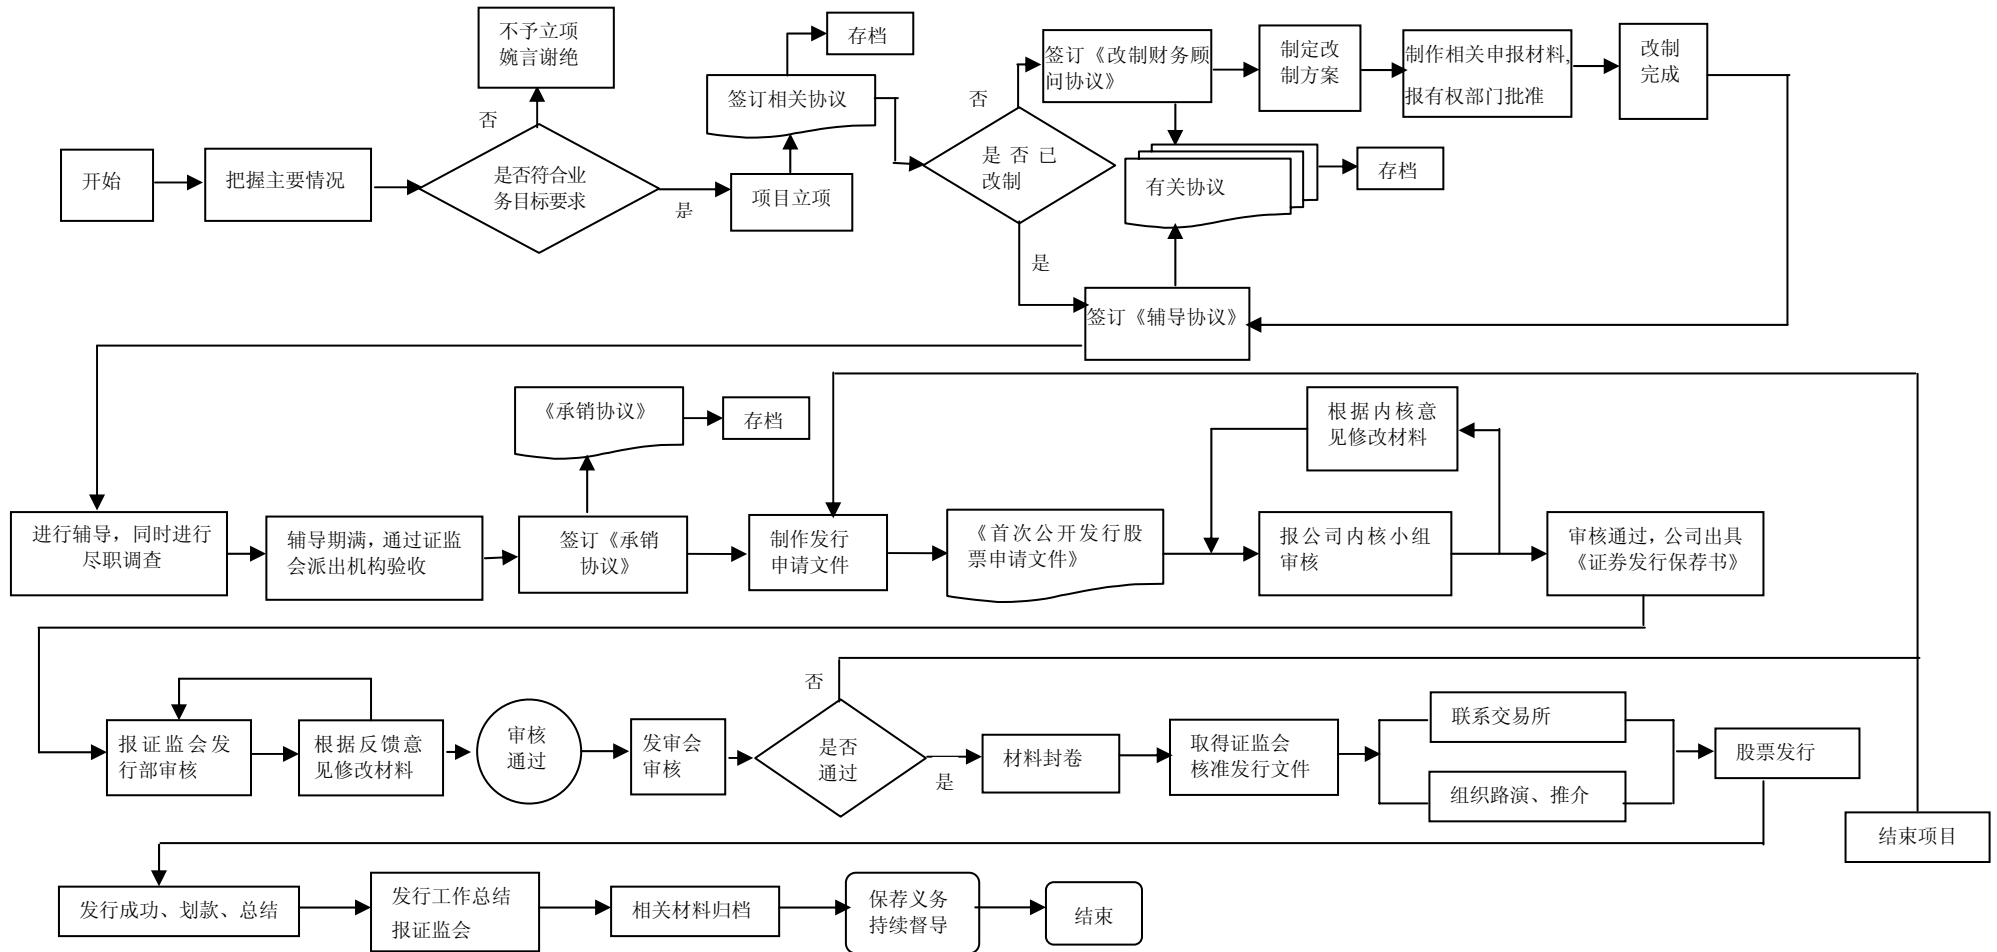 不予立项
婉言谢绝
存档
签订《改制财务顾
问协议》
制定改
制方案
制作相关申报材料,
报有权部门批准
改制
完成
签订相关协议
否
否
开始
把握主要情况
是否符合业
务目标要求
是
项目立项
是否已
改制
有关协议
存档
是
签订《辅导协议》
《承销协议》
存档
根据内核意
见修改材料
进行辅导，同时进行
尽职调查
辅导期满，通过证监
会派出机构验收
签订《承销
协议》
制作发行
申请文件
《首次公开发行股
票申请文件》
报公司内核小组
审核
审核通过，公司出具
《证券发行保荐书》
否
报证监会发
行部审核
根据反馈意
见修改材料
审核
通过
发审会
审核
是否
通过
是
材料封卷
取得证监会
核准发行文件
联系交易所
组织路演、推介
股票发行
结束项目
发行成功、划款、总结
发行工作总结
报证监会
相关材料归档
保荐义务
持续督导
结束